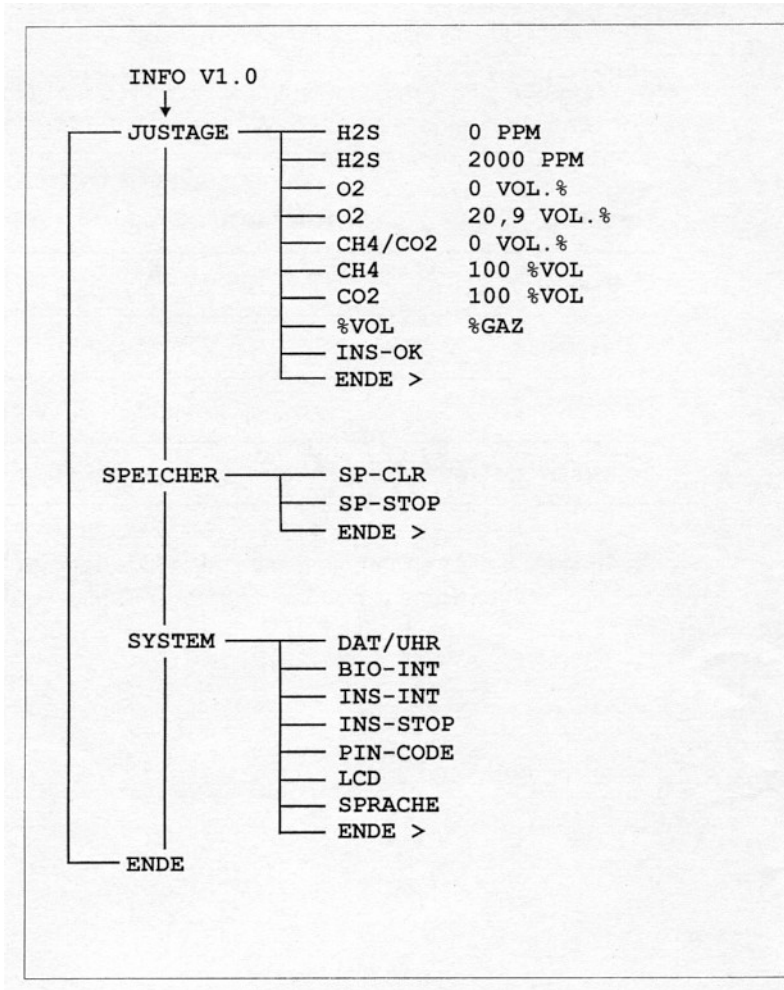 INFO V1.0
JUSTAGE H2S 0 PPM
H2S 2000 PPM
O2 0 VOL.%
O2 20,9 VOL.%
CH4/CO2 0 VOL.%
CH4 100 %VOL
CO2 100 %VOL
%VOL %GAZ
INS-OK
ENDE >
SPEICHER SP-CLR
SP-STOP
ENDE >
SYSTEM DAT/UHR
BIO-INT
INS-INT
INS-STOP
PIN-CODE
LCD
SPRACHE
ENDE >
ENDE